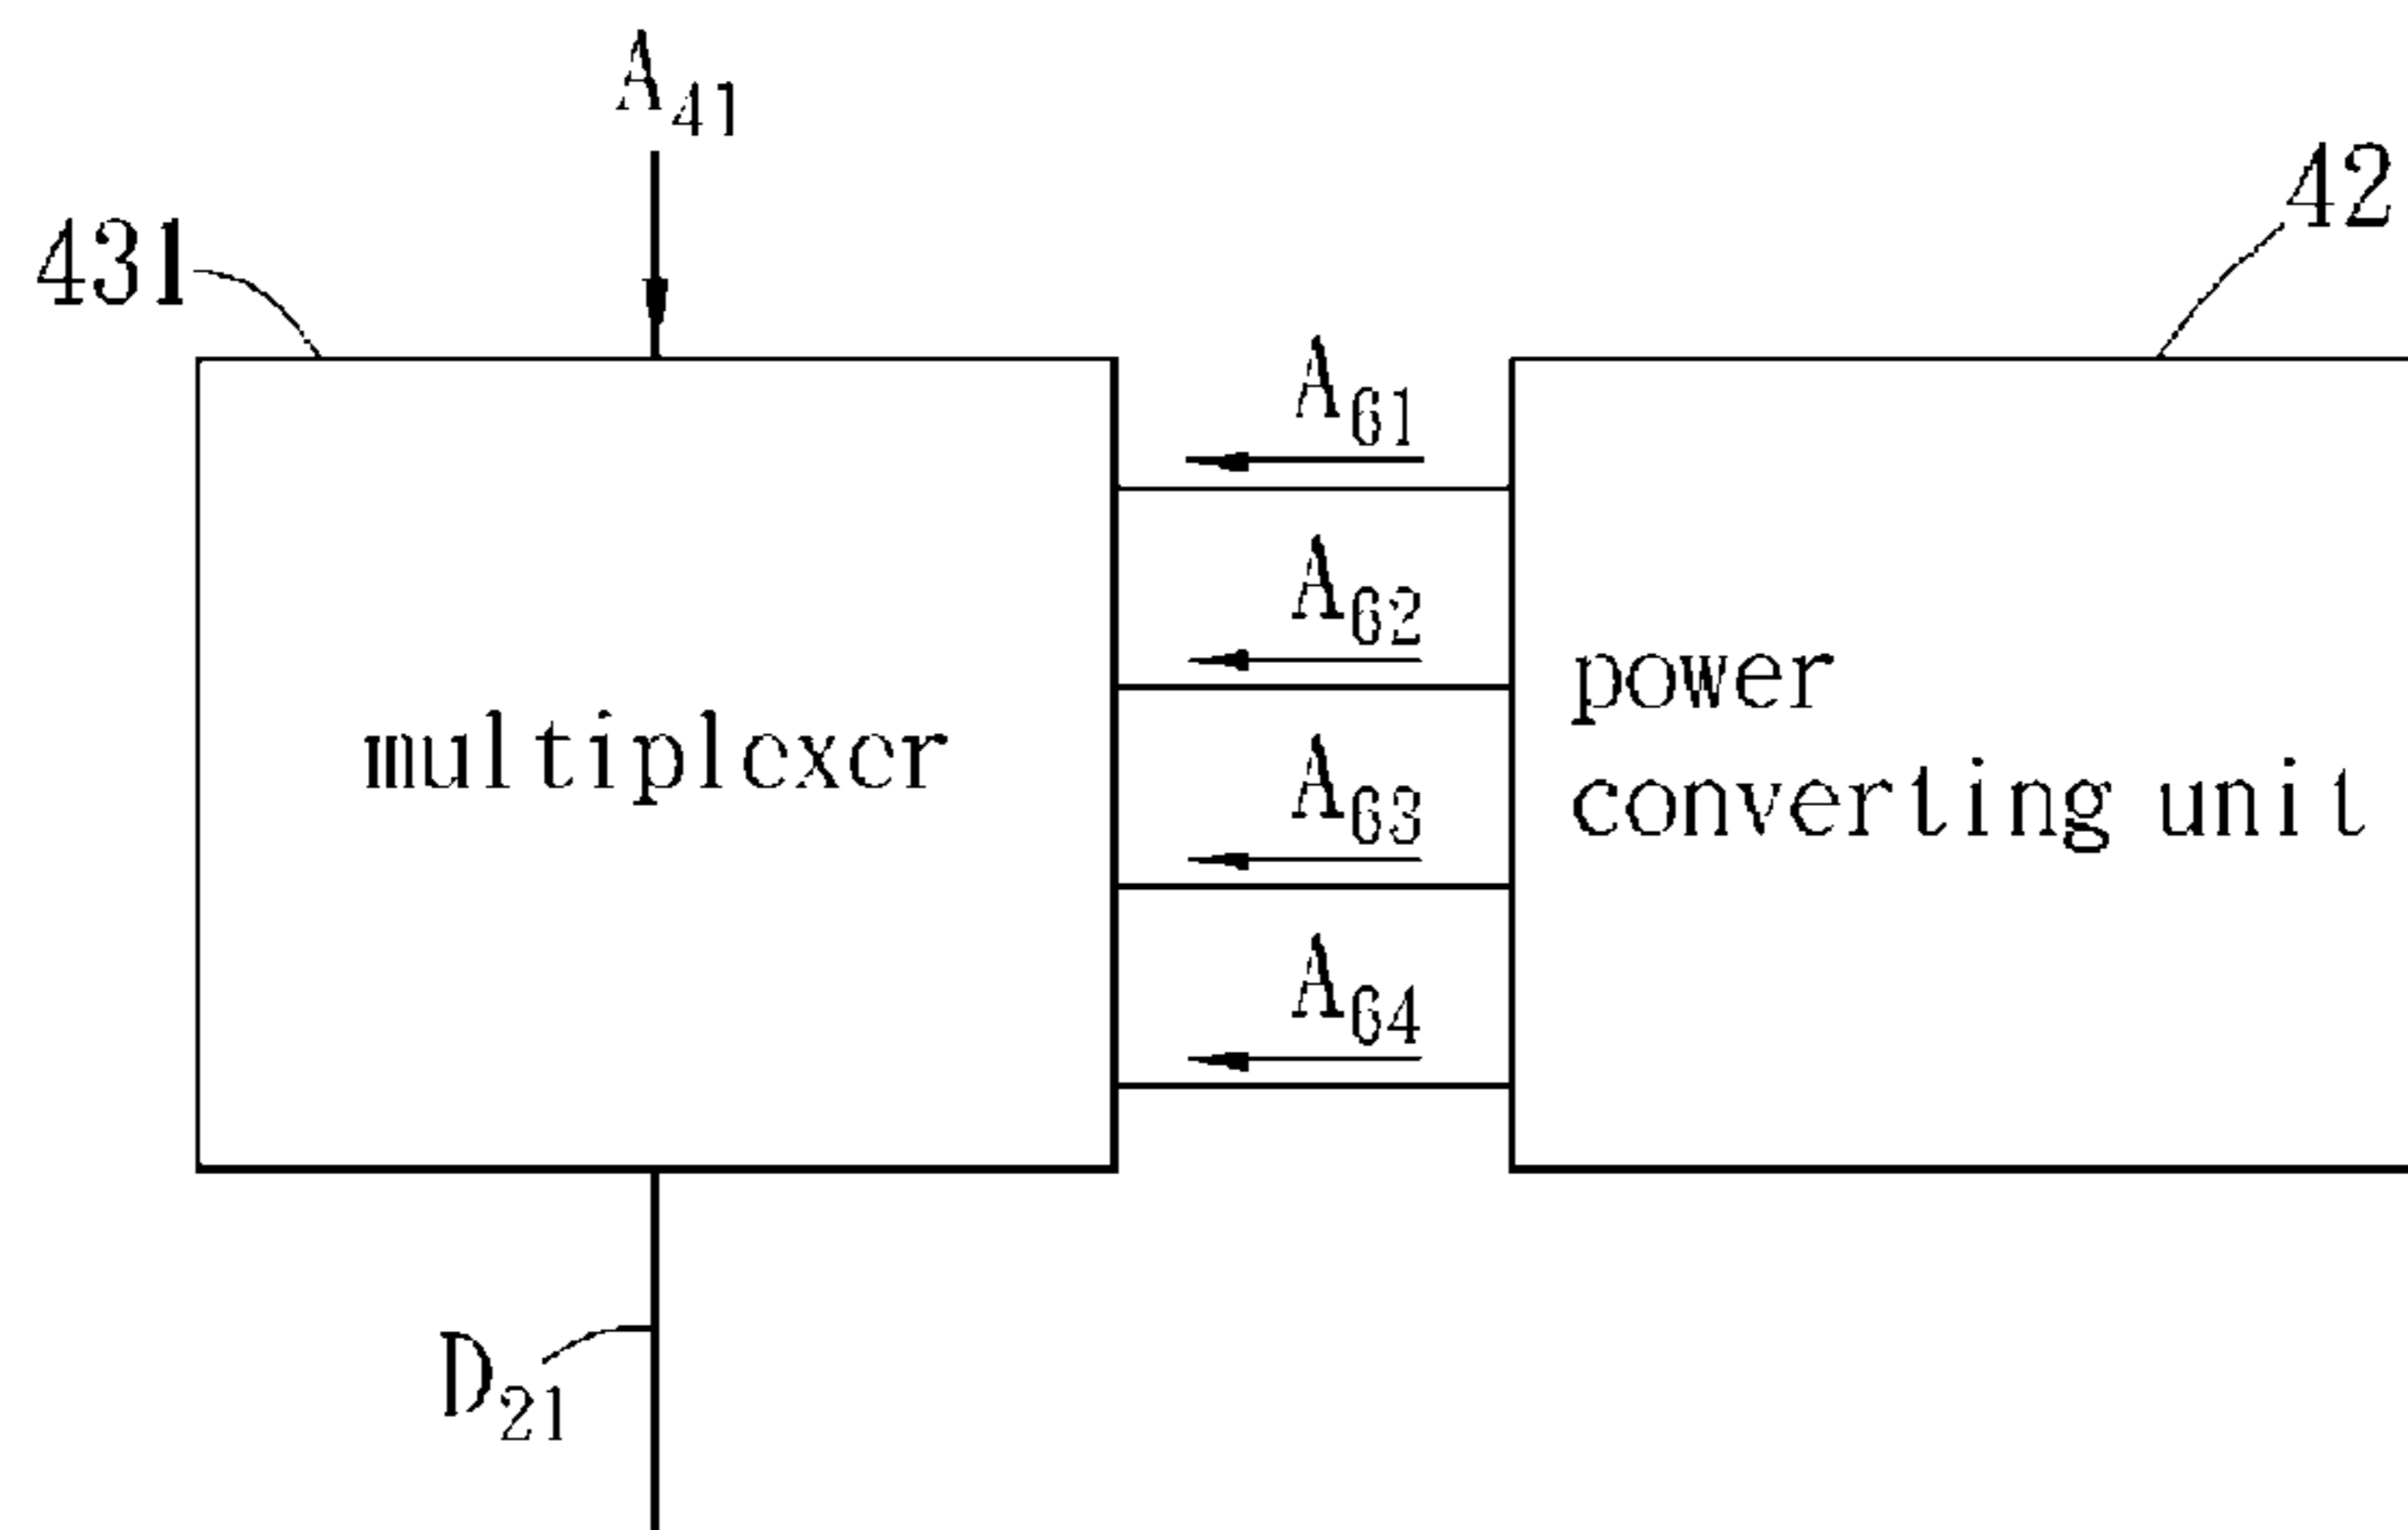 A41
431
42
A61
A62
power
multiplexer
A63
converting unit
A64
D21